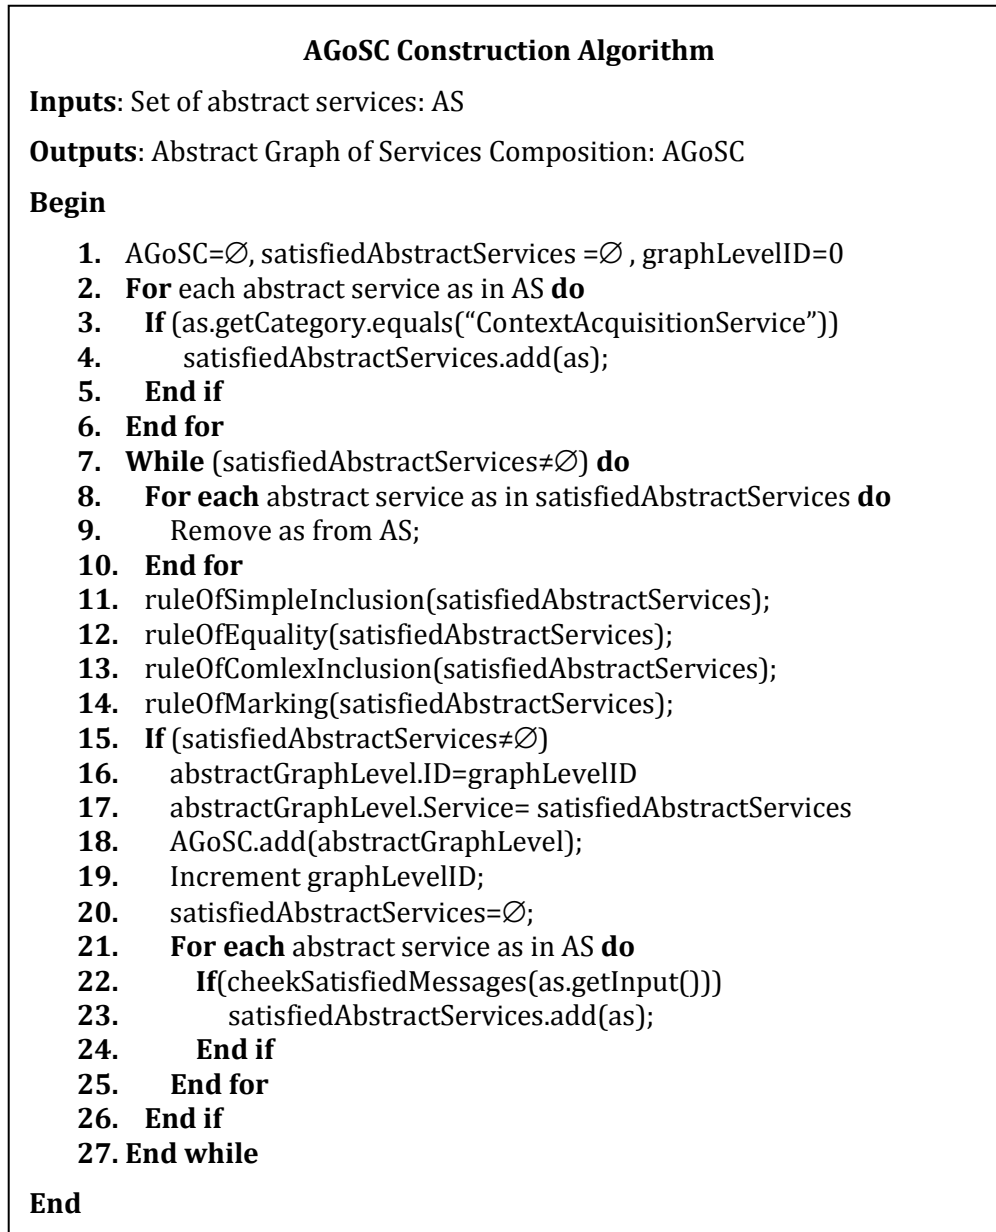 AGoSC Construction Algorithm
Inputs: Set of abstract services: AS
Outputs: Abstract Graph of Services Composition: AGoSC
Begin
1. AGoSC=∅, satisfiedAbstractServices =∅ , graphLevelID=0
2. For each abstract service as in AS do
3. If (as.getCategory.equals(“ContextAcquisitionService”))
4. satisfiedAbstractServices.add(as);
5. End if
6. End for
7. While (satisfiedAbstractServices≠∅) do
8. For each abstract service as in satisfiedAbstractServices do
9. Remove as from AS;
10. End for
11. ruleOfSimpleInclusion(satisfiedAbstractServices);
12. ruleOfEquality(satisfiedAbstractServices);
13. ruleOfComlexInclusion(satisfiedAbstractServices);
14. ruleOfMarking(satisfiedAbstractServices);
15. If (satisfiedAbstractServices≠∅)
16. abstractGraphLevel.ID=graphLevelID
17. abstractGraphLevel.Service= satisfiedAbstractServices
18. AGoSC.add(abstractGraphLevel);
19. Increment graphLevelID;
20. satisfiedAbstractServices=∅;
21. For each abstract service as in AS do
22. If(cheekSatisfiedMessages(as.getInput()))
23. satisfiedAbstractServices.add(as);
24. End if
25. End for
26. End if
27. End while
End